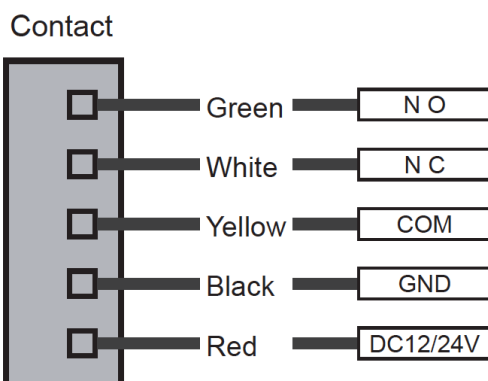 Contact
Green N O
White N C
Yellow COM
Black GND
Red DC12/24V